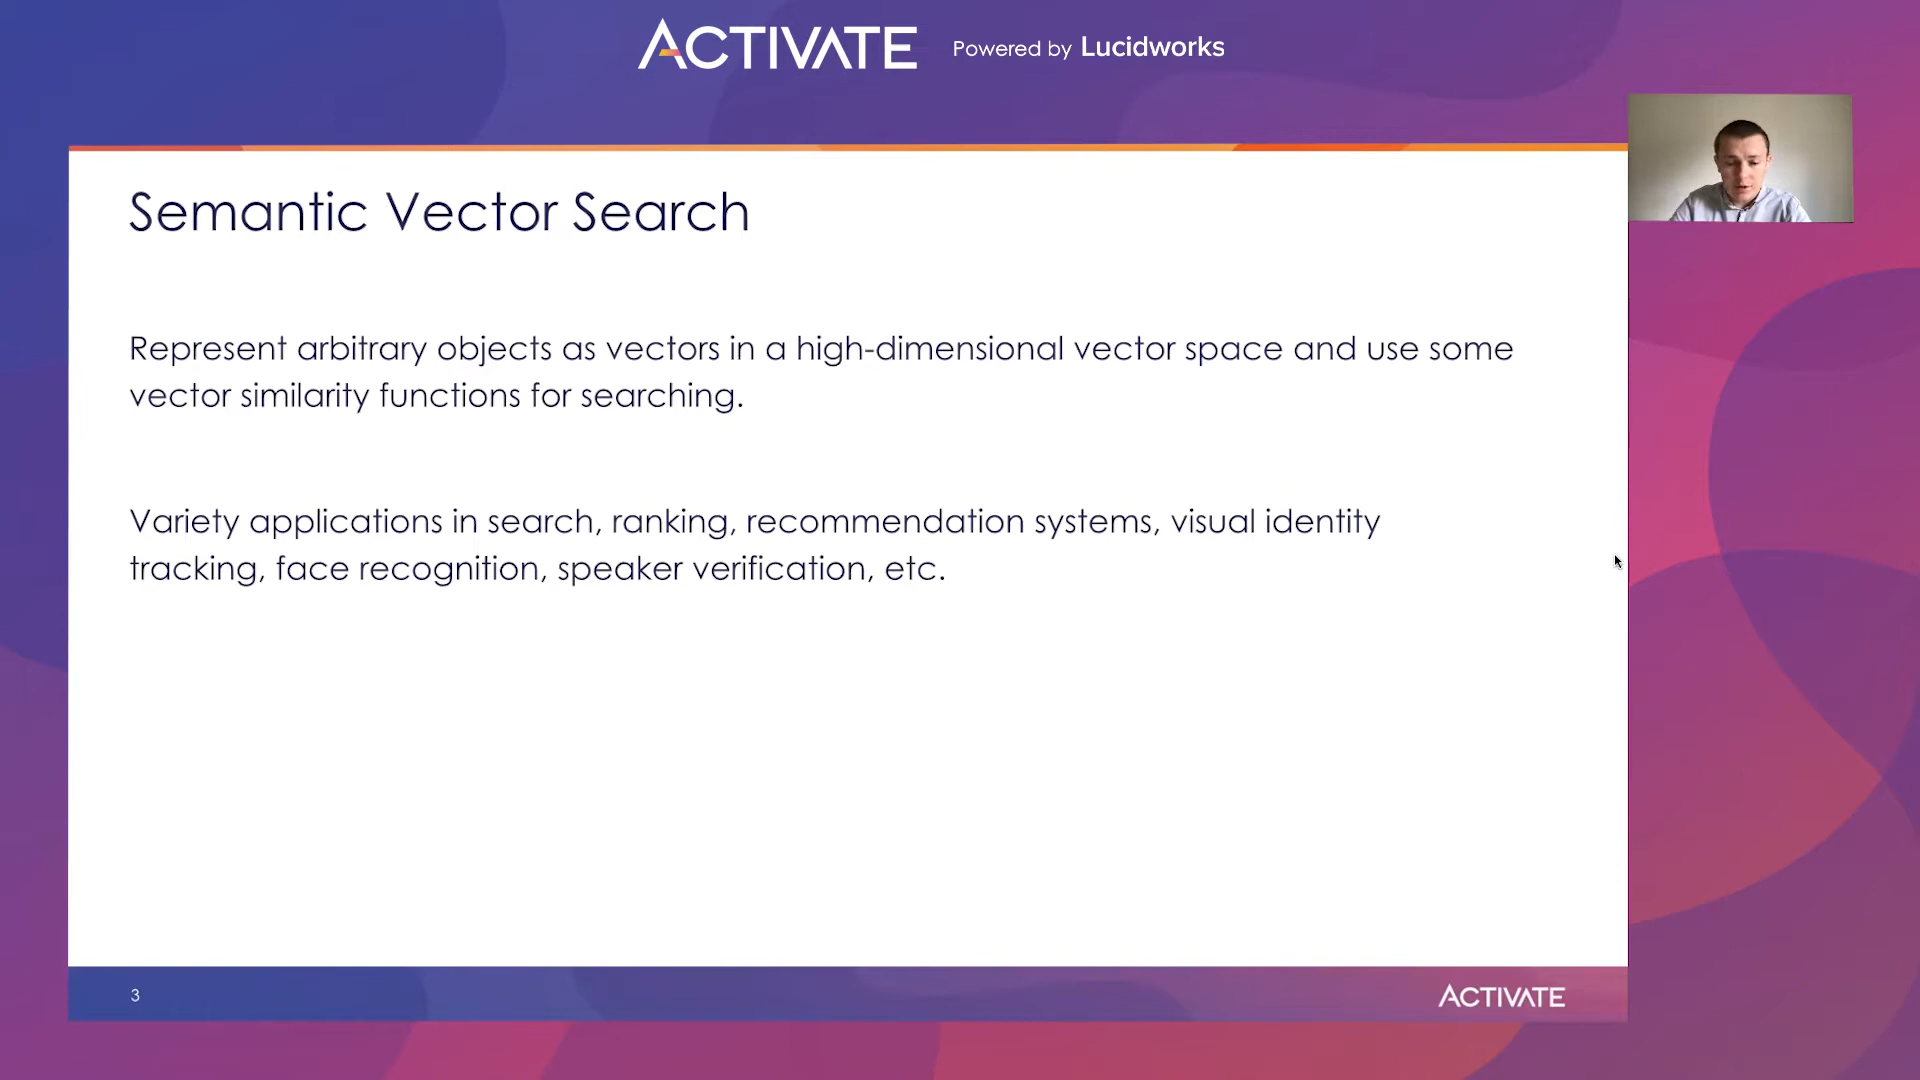 ACTIVATE Powered by Lucidworks
Semantic Vector Search
Represent arbitrary objects as vectors in a high-dimensional vector space and use some
vector similarity functions for searching.
Variety applications in search, ranking, recommendation systems, visual identity
tracking, face recognition, speaker verification, etc.
3
ACTIVATE